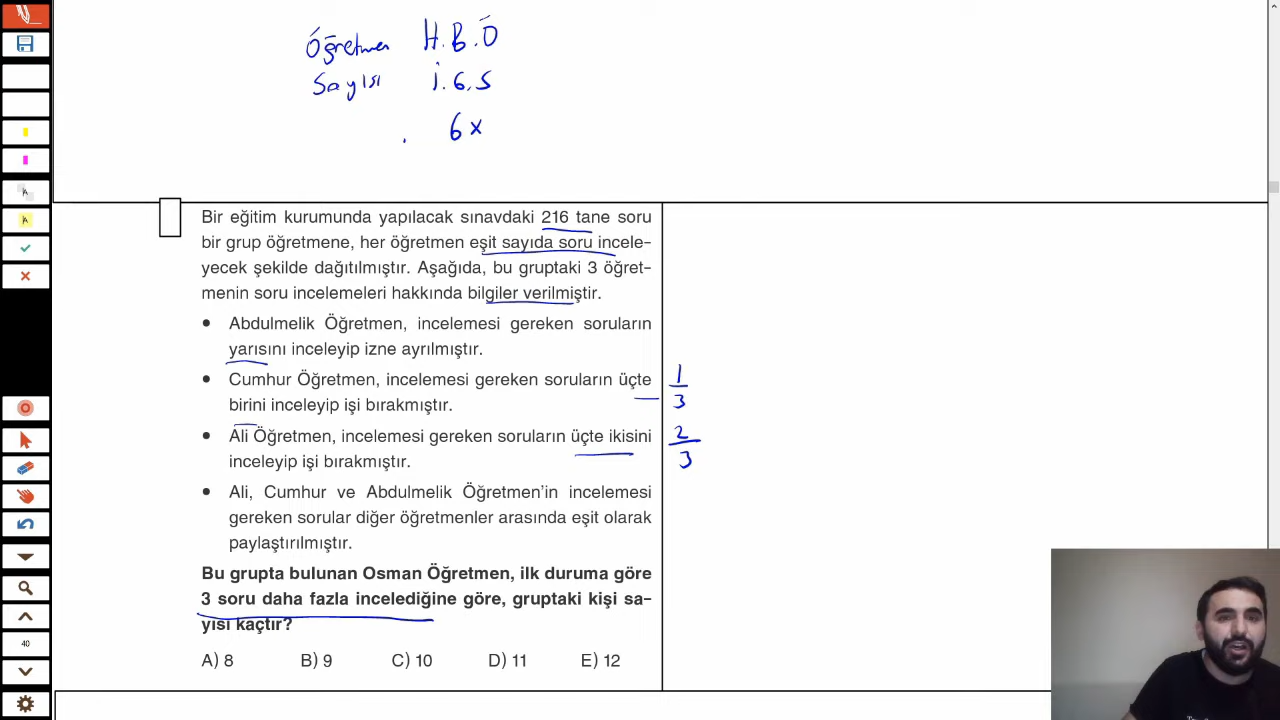 Öğretmen H.B.Ö
Sayısı İ.G.S
6x
Bir eğitim kurumunda yapılacak sınavdaki 216 tane soru
bir grup öğretmene, her öğretmen eşit sayıda soru incele-
yecek şekilde dağıtılmıştır. Aşağıda, bu gruptaki 3 öğret-
menin soru incelemeleri hakkında bilgiler verilmiştir.
• Abdulmelik Öğretmen, incelemesi gereken soruların
yarısını inceleyip izne ayrılmıştır.
• Cumhur Öğretmen, incelemesi gereken soruların üçte
birini inceleyip işi bırakmıştır.
1/3
• Ali Öğretmen, incelemesi gereken soruların üçte ikisini
inceleyip işi bırakmıştır.
2/3
• Ali, Cumhur ve Abdulmelik Öğretmen'in incelemesi
gereken sorular diğer öğretmenler arasında eşit olarak
paylaştırılmıştır.
Bu grupta bulunan Osman Öğretmen, ilk duruma göre
3 soru daha fazla incelediğine göre, gruptaki kişi sa-
yısı kaçtır?
A) 8 B) 9 C) 10 D) 11 E) 12
40